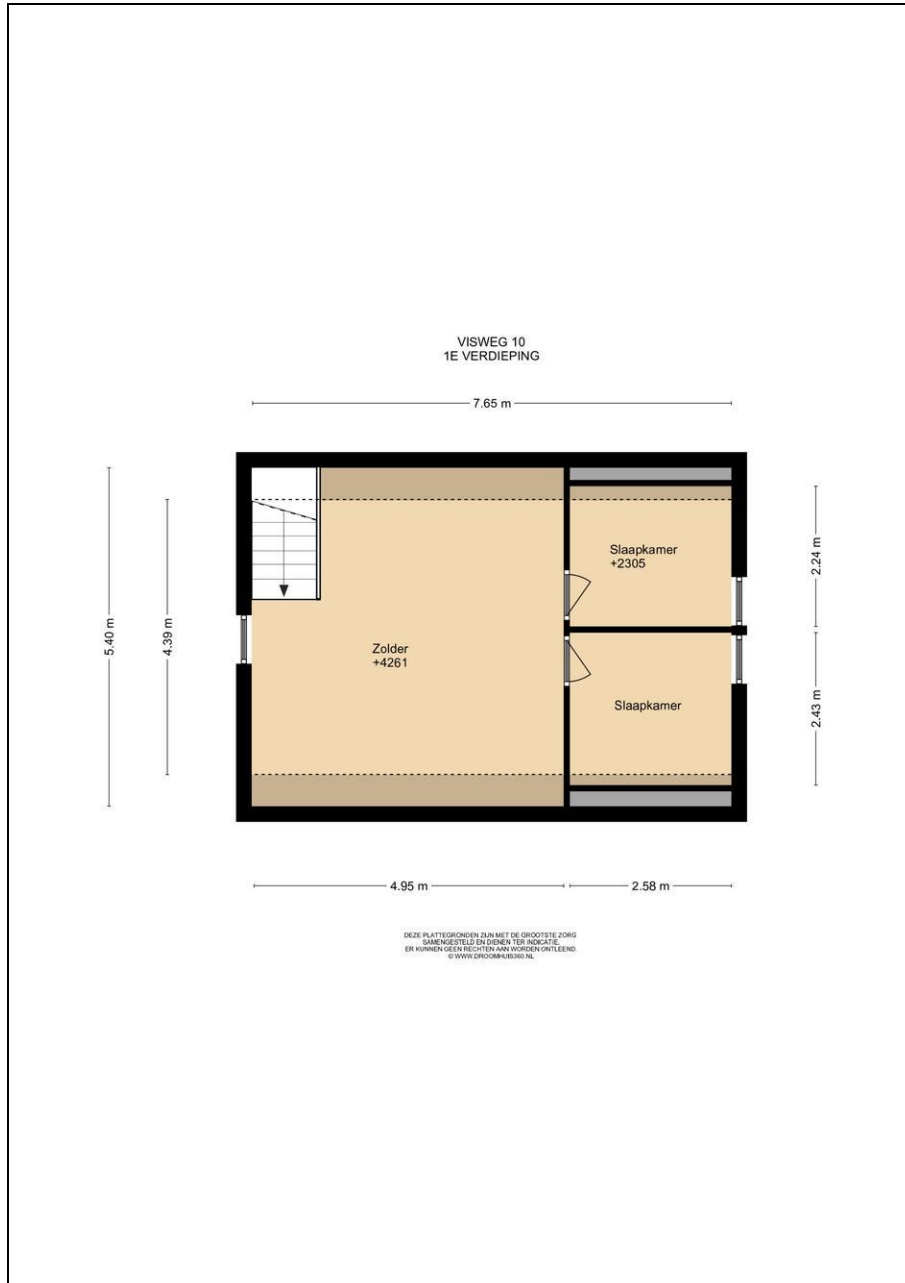 VISWEG 10
1E VERDIEPING
7.65 m
Slaapkamer
+2305
2.24 m
5.40 m
4.39 m
Zolder
+4261
Slaapkamer
2.43 m
4.95 m
2.58 m
DEZE PLATTEGRONDEN ZIJN MET DE GROOTSTE ZORG
SAMENGESTELD EN DIENEN TER INDICATIE.
ER KUNNEN GEEN RECHTEN AAN WORDEN ONTLEEND.
© WWW.DROOMHUIS360.NL